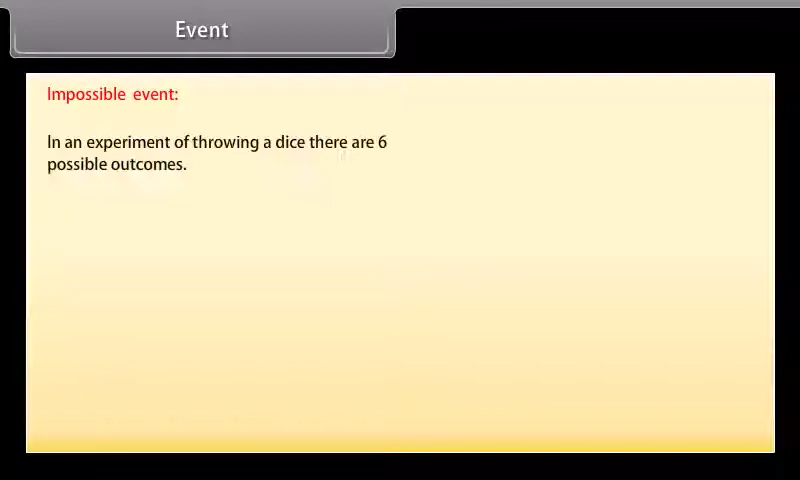 Event
Impossible event:
In an experiment of throwing a dice there are 6
possible outcomes.